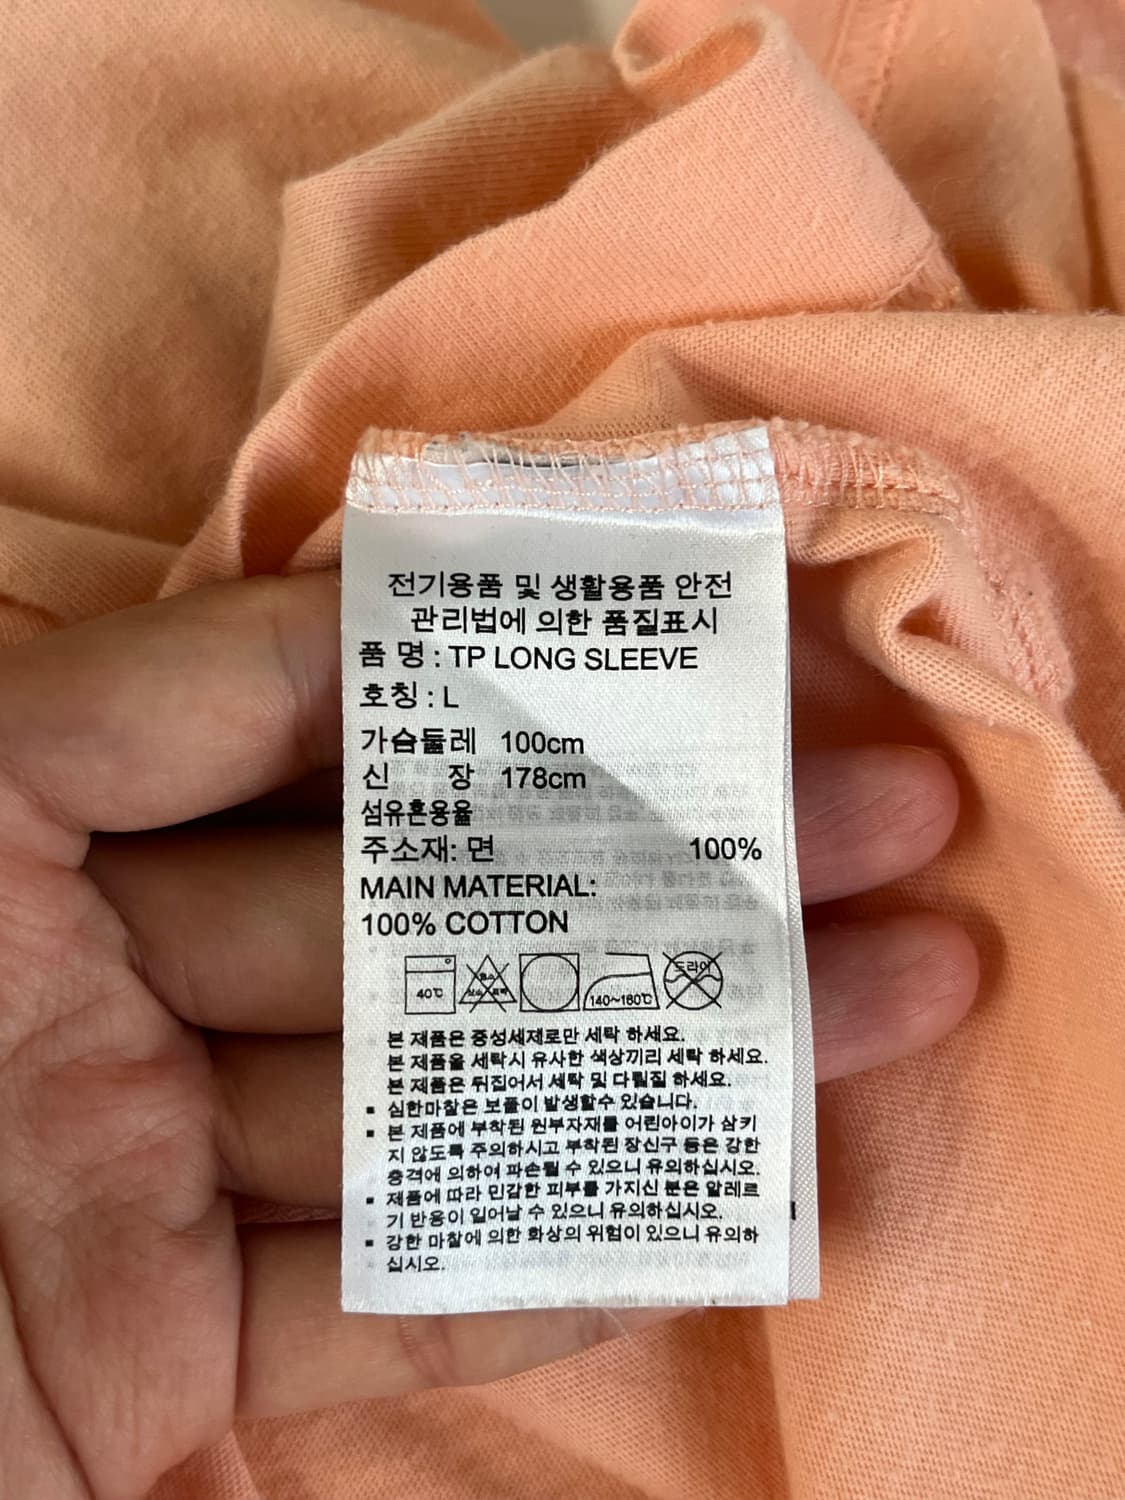 전기용품 및 생활용품 안전
관리법에 의한 품질표시
품 명 : TP LONG SLEEVE
호칭 : L
가슴둘레 100cm
신 장 178cm
섬유혼용율
주소재: 면 100%
MAIN MATERIAL:
100% COTTON
40℃ 염소 산소 표백 140~160℃ 드라이
본 제품은 중성세제로만 세탁 하세요.
본 제품을 세탁시 유사한 색상끼리 세탁 하세요.
본 제품은 뒤집어서 세탁 및 다림질 하세요.
▪ 심한마찰은 보풀이 발생할수 있습니다.
▪ 본 제품에 부착된 원부자재를 어린아이가 삼키
지 않도록 주의하시고 부착된 장신구 등은 강한
충격에 의하여 파손될 수 있으니 유의하십시오.
▪ 제품에 따라 민감한 피부를 가지신 분은 알레르
기 반응이 일어날 수 있으니 유의하십시오.
▪ 강한 마찰에 의한 화상의 위험이 있으니 유의하
십시오.